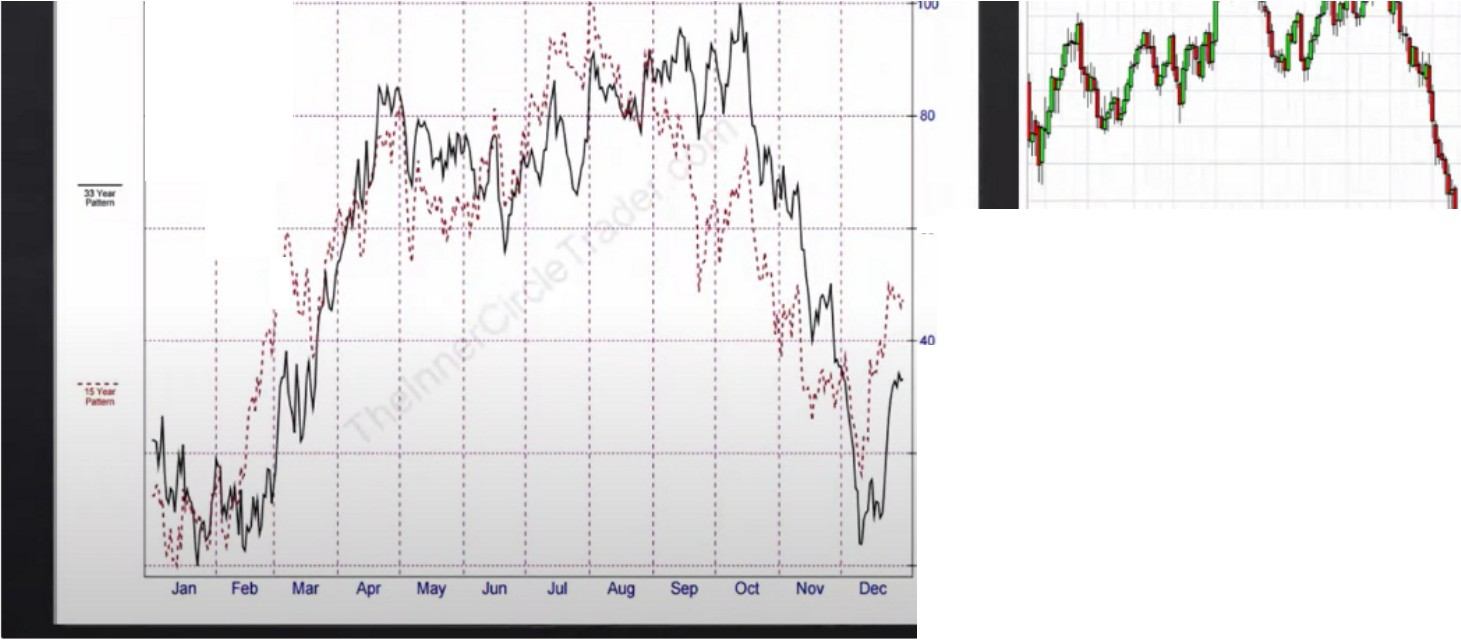 100
80
33 Year
Pattern
40
15 Year
Pattern
TheInnerCircleTrader.com
Jan Feb Mar Apr May Jun Jul Aug Sep Oct Nov Dec